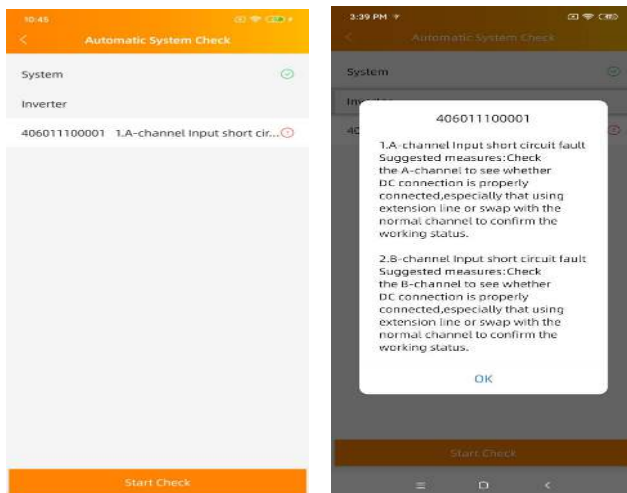 10:45
Automatic System Check
System
Inverter
406011100001 1.A-channel Input short cir...
Start Check
3:39 PM
Automatic System Check
System
406011100001
1.A-channel Input short circuit fault
Suggested measures:Check
the A-channel to see whether
DC connection is properly
connected,especially that using
extension line or swap with the
normal channel to confirm the
working status.
2.B-channel Input short circuit fault
Suggested measures:Check
the B-channel to see whether
DC connection is properly
connected,especially that using
extension line or swap with the
normal channel to confirm the
working status.
OK
Start Check